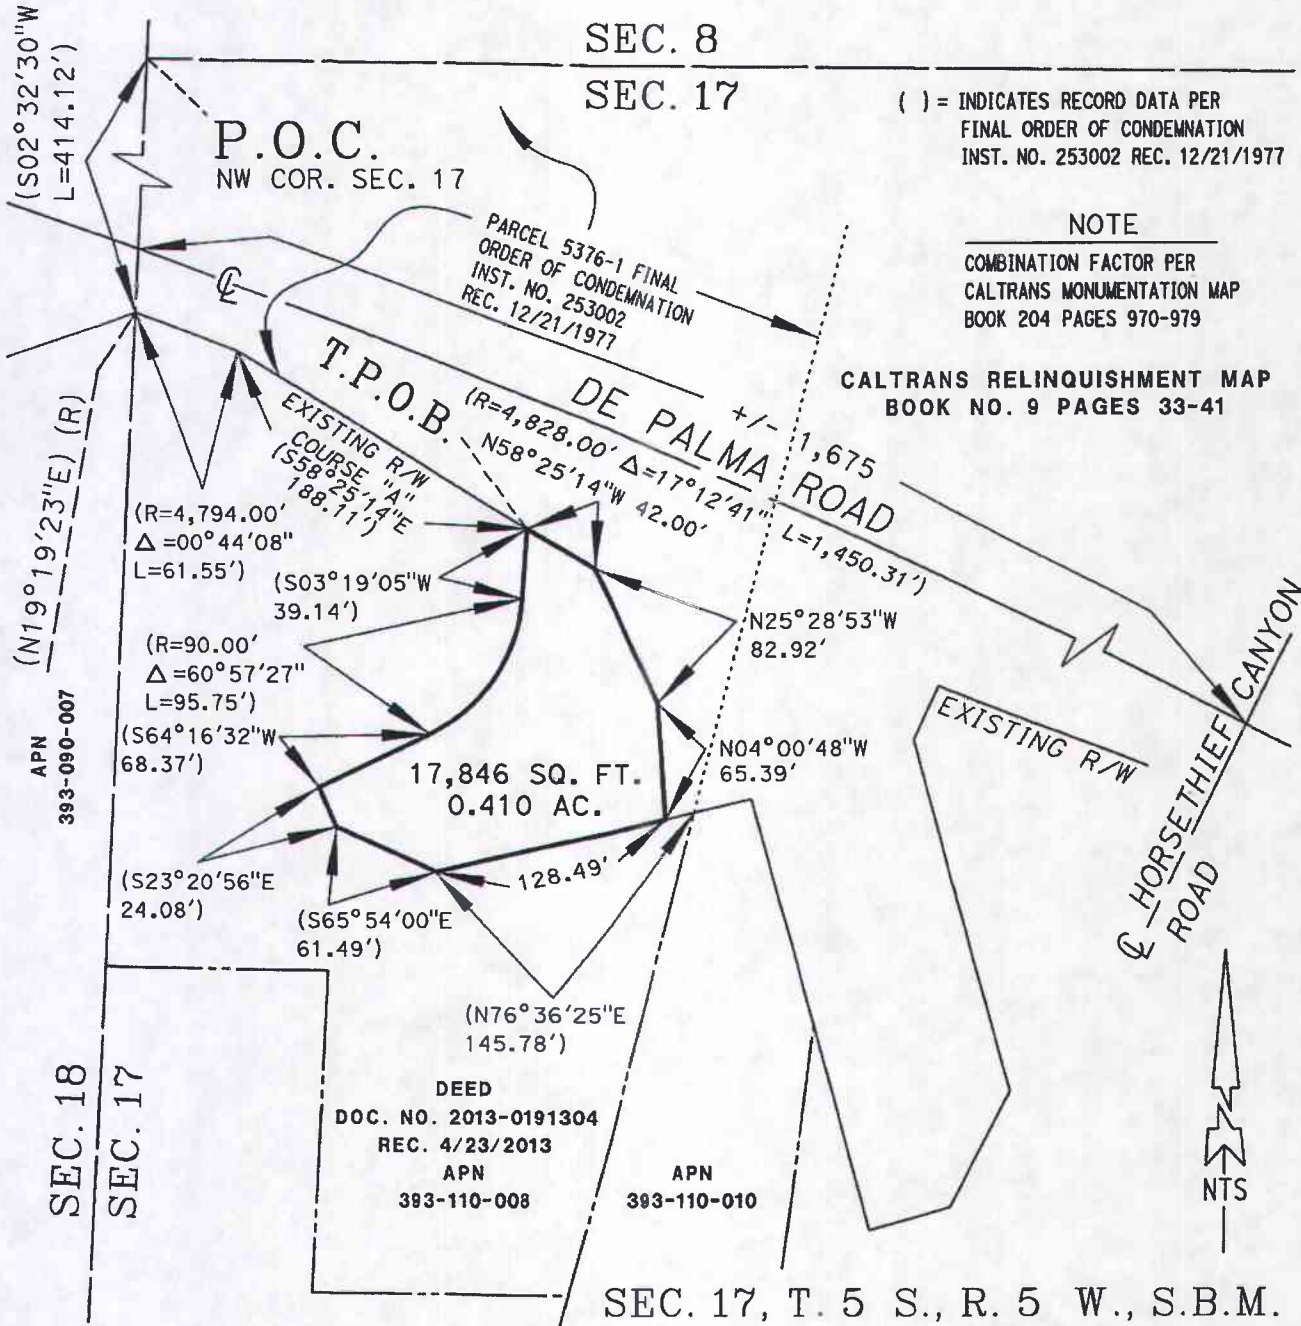 (S02°32'30"W
L=414.12')
SEC. 8
SEC. 17
P.O.C.
NW COR. SEC. 17
( ) = INDICATES RECORD DATA PER
FINAL ORDER OF CONDEMNATION
INST. NO. 253002 REC. 12/21/1977
NOTE
COMBINATION FACTOR PER
CALTRANS MONUMENTATION MAP
BOOK 204 PAGES 970-979
CALTRANS RELINQUISHMENT MAP
BOOK NO. 9 PAGES 33-41
PARCEL 5376-1 FINAL
ORDER OF CONDEMNATION
INST. NO. 253002
REC. 12/21/1977
℄
T.P.O.B.
DE PALMA ROAD
+/- 1,675
(R=4,828.00' Δ=17°12'41" L=1,450.31')
N58°25'14"W 42.00'
EXISTING R/W
COURSE "A"
(S58°25'14"E
188.11')
(N19°19'23"E) (R)
(R=4,794.00'
Δ=00°44'08"
L=61.55')
(S03°19'05"W
39.14')
(R=90.00'
Δ=60°57'27"
L=95.75')
N25°28'53"W
82.92'
APN
393-090-007
(S64°16'32"W
68.37')
17,846 SQ. FT.
0.410 AC.
N04°00'48"W
65.39'
EXISTING R/W
℄ HORSETHIEF CANYON
ROAD
(S23°20'56"E
24.08')
128.49'
(S65°54'00"E
61.49')
(N76°36'25"E
145.78')
SEC. 18
SEC. 17
DEED
DOC. NO. 2013-0191304
REC. 4/23/2013
APN
393-110-008
APN
393-110-010
NTS
SEC. 17, T. 5 S., R. 5 W., S.B.M.